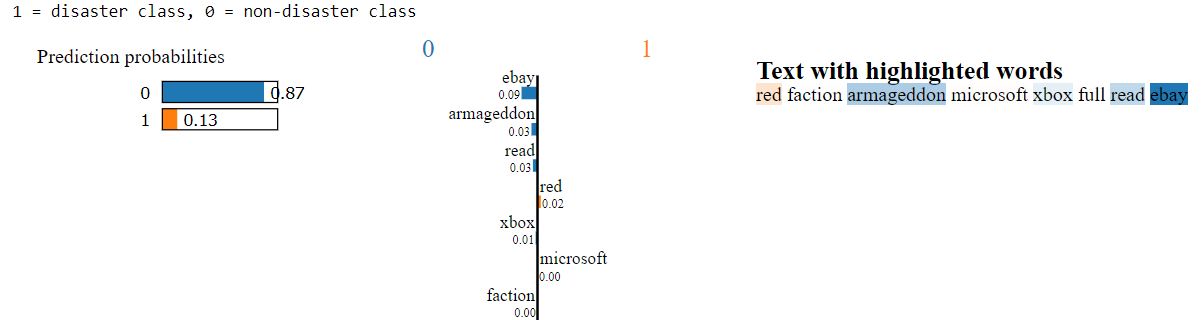 1 = disaster class, 0 = non-disaster class
Prediction probabilities
0 0.87
1 0.13
0 1
ebay
0.09
armageddon
0.03
read
0.03
red
0.02
xbox
0.01
microsoft
0.00
faction
0.00
Text with highlighted words
red faction armageddon microsoft xbox full read ebay